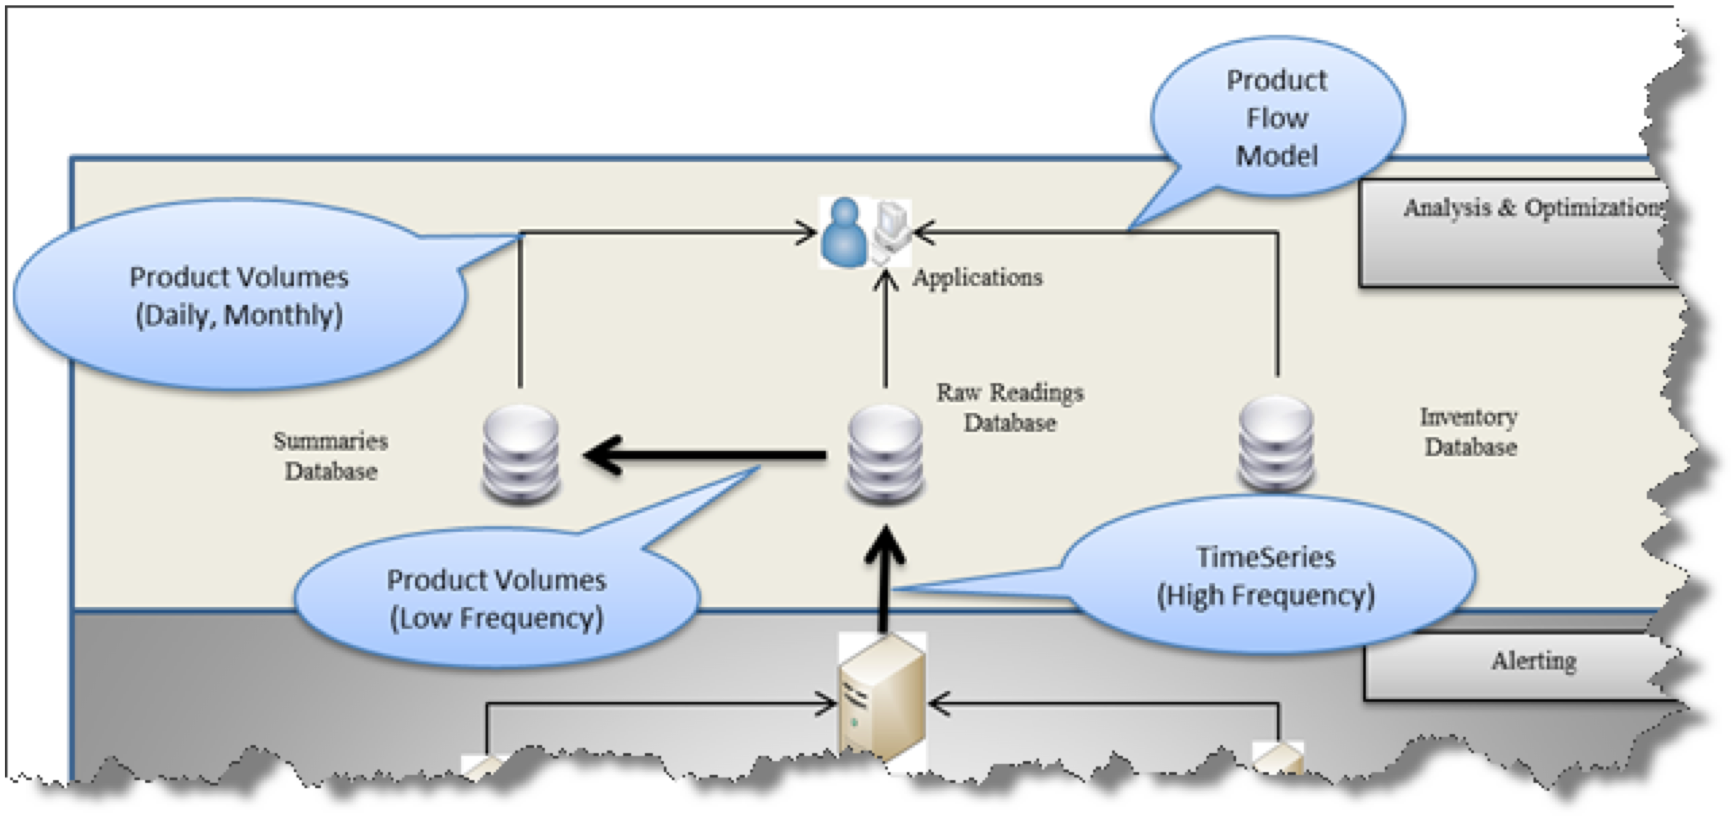 Product
Flow
Model
Analysis & Optimization
Product Volumes
(Daily, Monthly)
Applications
Raw Readings
Database
Inventory
Database
Summaries
Database
TimeSeries
(High Frequency)
Product Volumes
(Low Frequency)
Alerting